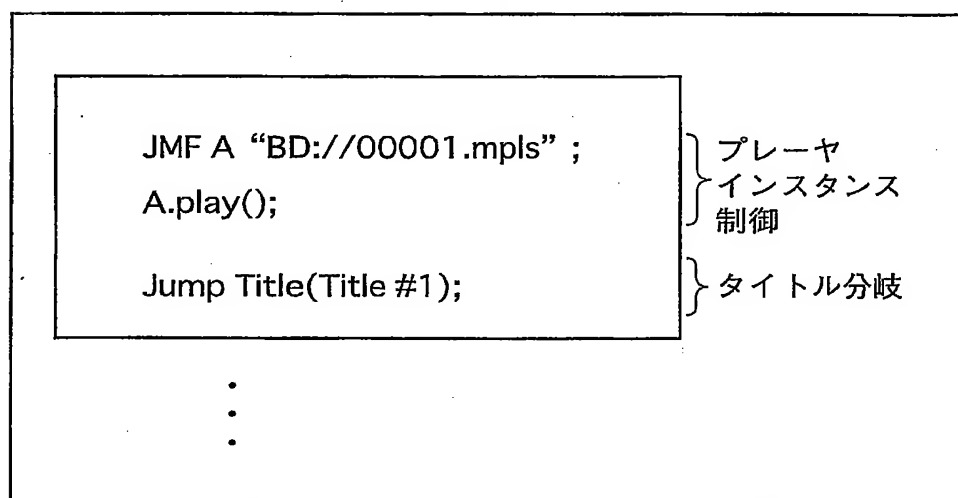 JMF A “BD://00001.mpls” ;
A.play();
プレーヤ
インスタンス
制御
Jump Title(Title #1);
タイトル分岐